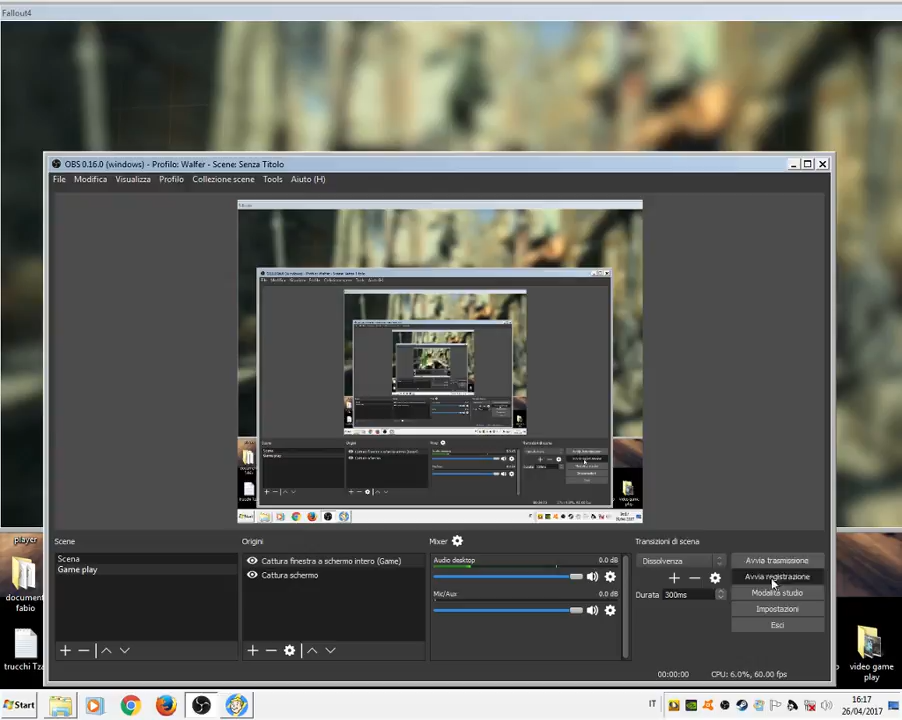 Fallout4
OBS 0.16.0 (windows) - Profilo: Walfer - Scene: Senza Titolo
File Modifica Visualizza Profilo Collezione scene Tools Aiuto (H)
Scene
Scena
Game play
Origini
Cattura finestra a schermo intero (Game)
Cattura schermo
Mixer
Audio desktop 0.0 dB
Mic/Aux 0.0 dB
Transizioni di scena
Dissolvenza
Durata 300ms
Avvia trasmissione
Avvia registrazione
Modalità studio
Impostazioni
Esci
00:00:00 CPU: 6.0%, 60.00 fps
player
document
fabio
trucchi Tza
video game
play
Start
IT
16:17
26/04/2017